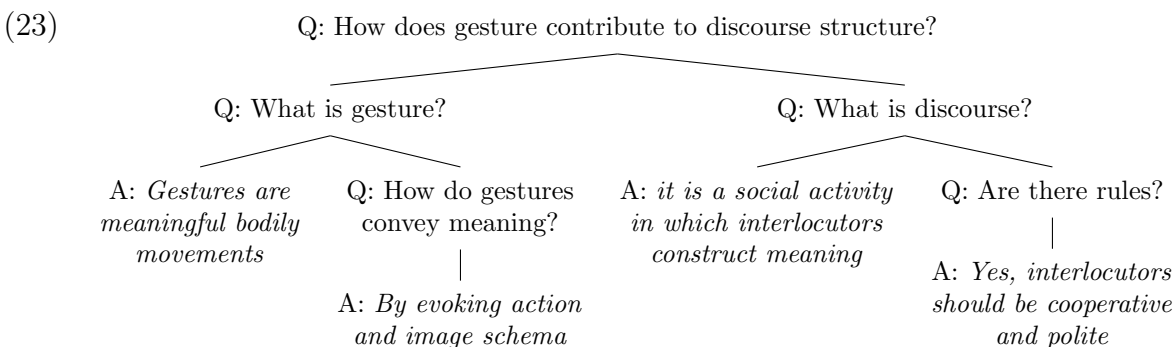 (23)
Q: How does gesture contribute to discourse structure?
Q: What is gesture?
Q: What is discourse?
A: Gestures are
meaningful bodily
movements
Q: How do gestures
convey meaning?
A: By evoking action
and image schema
A: it is a social activity
in which interlocutors
construct meaning
Q: Are there rules?
A: Yes, interlocutors
should be cooperative
and polite